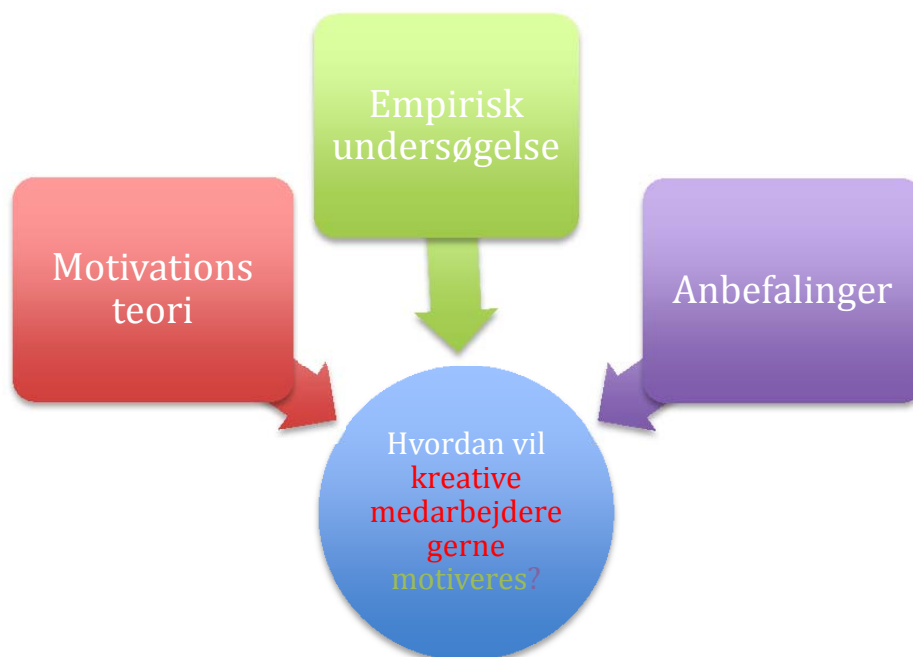 Empirisk
undersøgelse
Motivations
teori
Anbefalinger
Hvordan vil
kreative
medarbejdere
gerne
motiveres?